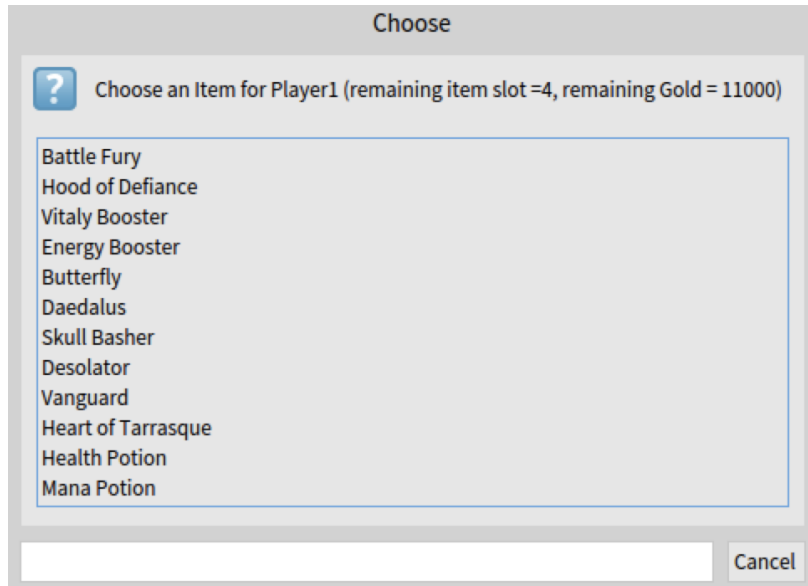 Choose
? Choose an Item for Player1 (remaining item slot =4, remaining Gold = 11000)
Battle Fury
Hood of Defiance
Vitaly Booster
Energy Booster
Butterfly
Daedalus
Skull Basher
Desolator
Vanguard
Heart of Tarrasque
Health Potion
Mana Potion
Cancel